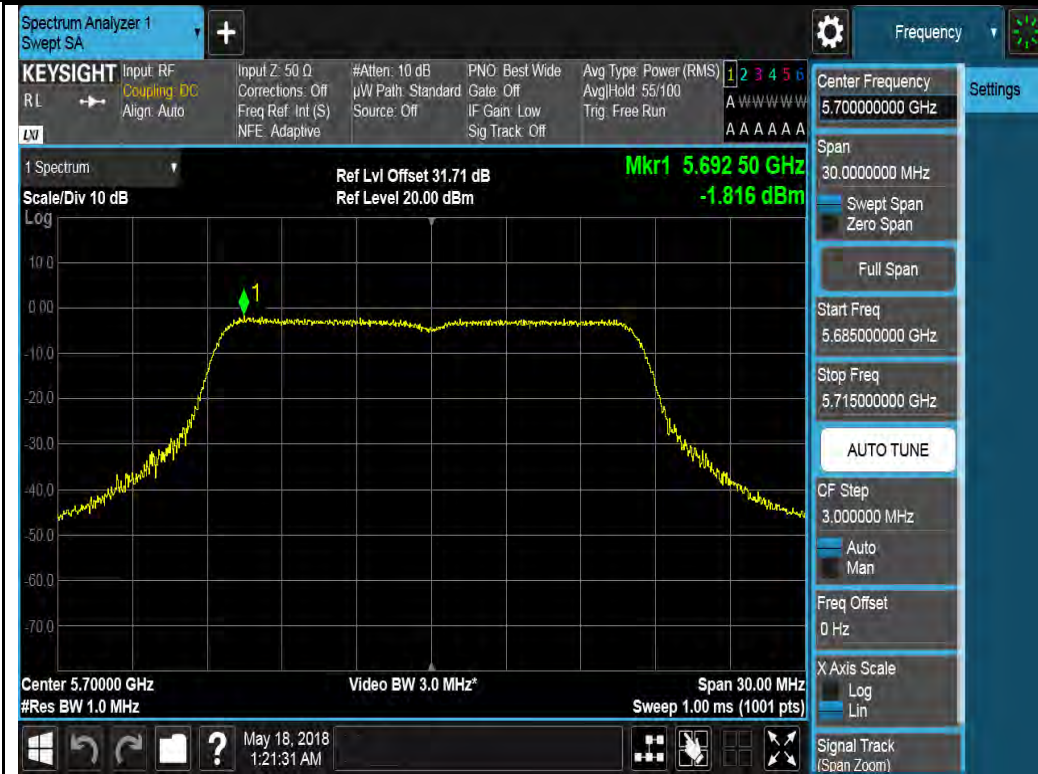 Spectrum Analyzer 1
Swept SA
+
Frequency
KEYSIGHT
RL
LXI
Input: RF
Coupling: DC
Align: Auto
Input Z: 50 Ω
Corrections: Off
Freq Ref: Int (S)
NFE: Adaptive
#Atten: 10 dB
µW Path: Standard
Source: Off
PNO: Best Wide
Gate: Off
IF Gain: Low
Sig Track: Off
Avg Type: Power (RMS)
Avg|Hold: 55/100
Trig: Free Run
1 2 3 4 5 6
A W W W W W
A A A A A A
1 Spectrum
Scale/Div 10 dB
Log
Ref Lvl Offset 31.71 dB
Ref Level 20.00 dBm
Mkr1 5.692 50 GHz
-1.816 dBm
10.0
0.00
-10.0
-20.0
-30.0
-40.0
-50.0
-60.0
-70.0
1
Center 5.70000 GHz
#Res BW 1.0 MHz
Video BW 3.0 MHz*
Span 30.00 MHz
Sweep 1.00 ms (1001 pts)
?
May 18, 2018
1:21:31 AM
Center Frequency
5.700000000 GHz
Span
30.0000000 MHz
Swept Span
Zero Span
Full Span
Start Freq
5.685000000 GHz
Stop Freq
5.715000000 GHz
AUTO TUNE
CF Step
3.000000 MHz
Auto
Man
Freq Offset
0 Hz
X Axis Scale
Log
Lin
Signal Track
(Span Zoom)
Settings